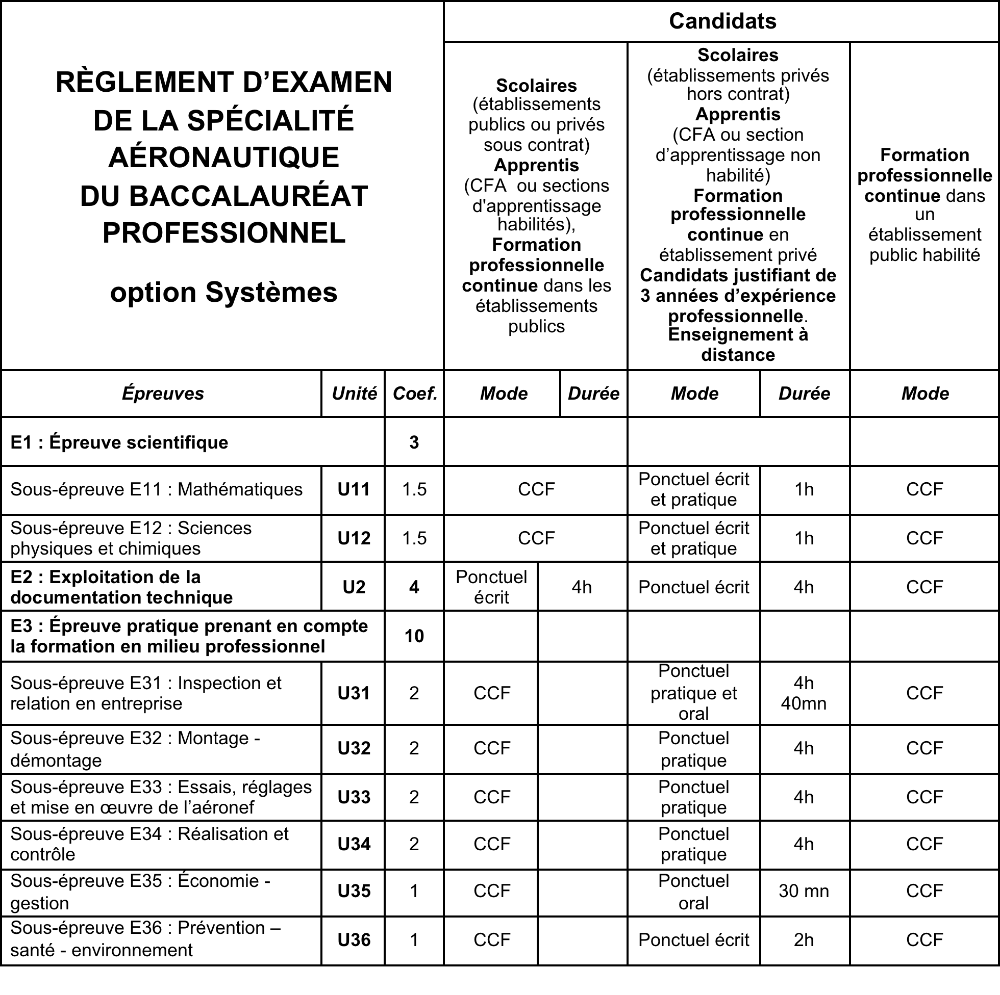 Candidats
RÈGLEMENT D’EXAMEN
DE LA SPÉCIALITÉ
AÉRONAUTIQUE
DU BACCALAURÉAT
PROFESSIONNEL
option Systèmes
Scolaires
(établissements
publics ou privés
sous contrat)
Apprentis
(CFA  ou sections
d'apprentissage
habilités),
Formation
professionnelle
continue dans les
établissements
publics
Scolaires
(établissements privés
hors contrat)
Apprentis
(CFA ou section
d’apprentissage non
habilité)
Formation
professionnelle
continue en
établissement privé
Candidats justifiant de
3 années d’expérience
professionnelle.
Enseignement à
distance
Formation
professionnelle
continue dans
un
établissement
public habilité
Épreuves Unité Coef. Mode Durée Mode Durée Mode
E1 : Épreuve scientifique 3
Sous-épreuve E11 : Mathématiques U11 1.5 CCF Ponctuel écrit
et pratique 1h CCF
Sous-épreuve E12 : Sciences
physiques et chimiques U12 1.5 CCF Ponctuel écrit
et pratique 1h CCF
E2 : Exploitation de la
documentation technique U2 4 Ponctuel
écrit 4h Ponctuel écrit 4h CCF
E3 : Épreuve pratique prenant en compte
la formation en milieu professionnel 10
Sous-épreuve E31 : Inspection et
relation en entreprise U31 2 CCF Ponctuel
pratique et
oral 4h
40mn CCF
Sous-épreuve E32 : Montage -
démontage U32 2 CCF Ponctuel
pratique 4h CCF
Sous-épreuve E33 : Essais, réglages
et mise en œuvre de l’aéronef U33 2 CCF Ponctuel
pratique 4h CCF
Sous-épreuve E34 : Réalisation et
contrôle U34 2 CCF Ponctuel
pratique 4h CCF
Sous-épreuve E35 : Économie -
gestion U35 1 CCF Ponctuel
oral 30 mn CCF
Sous-épreuve E36 : Prévention –
santé - environnement U36 1 CCF Ponctuel écrit 2h CCF